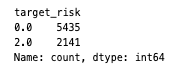 target_risk
0.0    5435
2.0    2141
Name: count, dtype: int64